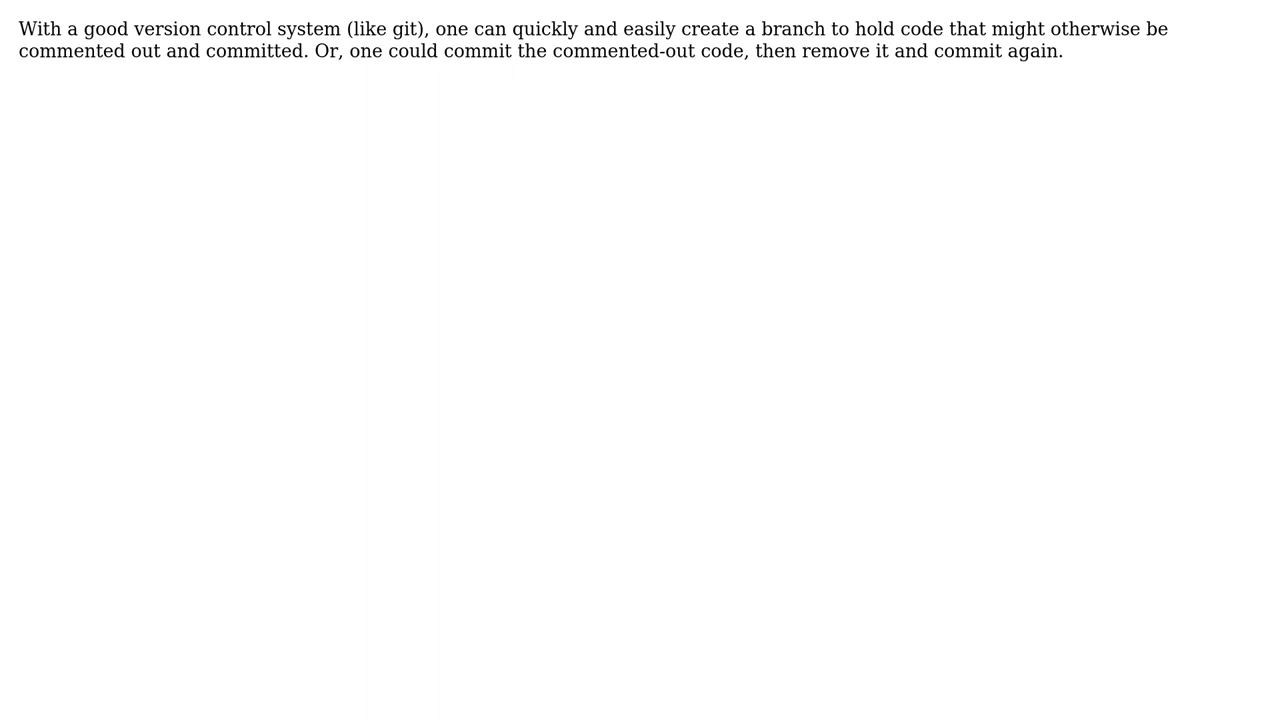 With a good version control system (like git), one can quickly and easily create a branch to hold code that might otherwise be
commented out and committed. Or, one could commit the commented-out code, then remove it and commit again.